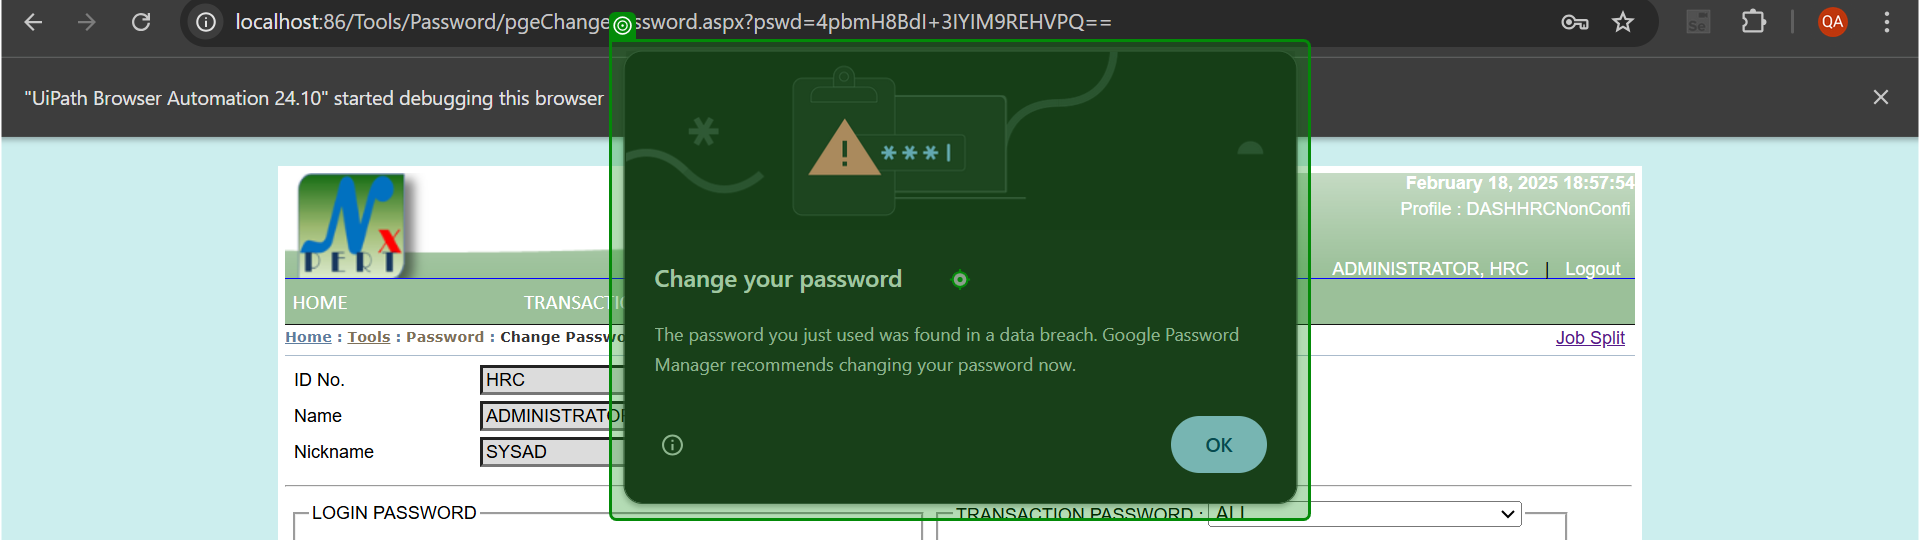 localhost:86/Tools/Password/pgeChange ssword.aspx?pswd=4pbmH8BdI+3IYIM9REHVPQ==
QA
"UiPath Browser Automation 24.10" started debugging this browser
***|
February 18, 2025 18:57:54
Profile : DASHHRCNonConfi
N x
PERT
ADMINISTRATOR, HRC | Logout
HOME
TRANSACTIO
Home : Tools : Password : Change Passwo
Job Split
Change your password
The password you just used was found in a data breach. Google Password
Manager recommends changing your password now.
OK
ID No.
HRC
Name
ADMINISTRATOR
Nickname
SYSAD
LOGIN PASSWORD
TRANSACTION PASSWORD : ALL